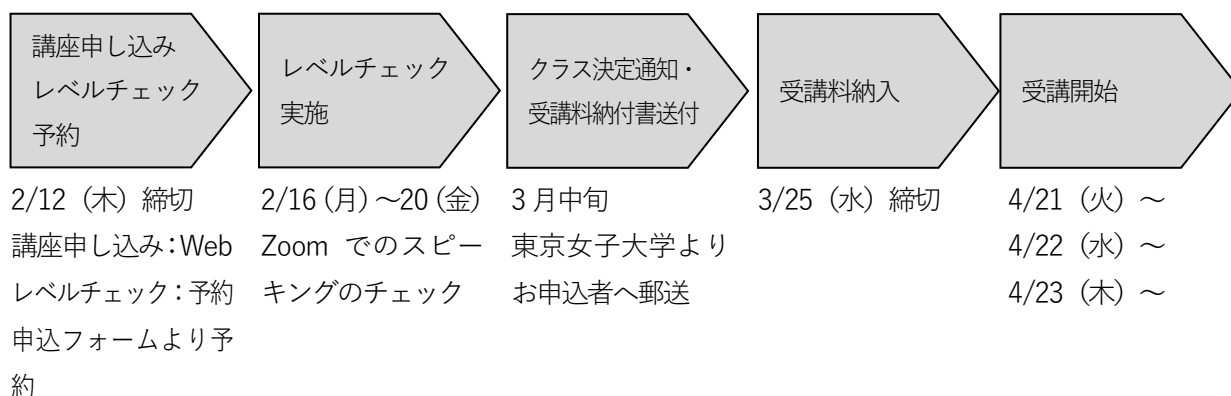 講座申し込み
レベルチェック
予約
レベルチェック
実施
クラス決定通知・
受講料納付書送付
受講料納入
受講開始
2/12（木）締切
講座申し込み：Web
レベルチェック：予約
申込フォームより予
約
2/16（月）～20（金）
Zoom でのスピー
キングのチェック
3月中旬
東京女子大学より
お申込者へ郵送
3/25（水）締切
4/21（火）～
4/22（水）～
4/23（木）～